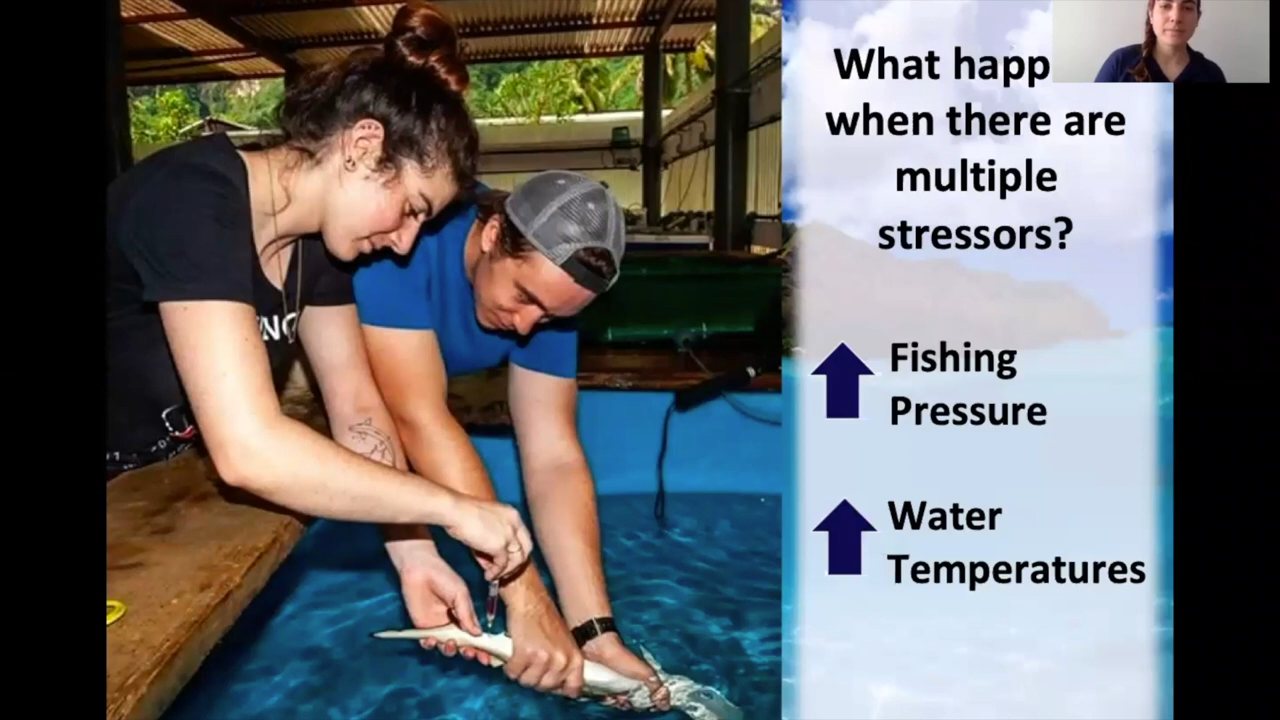 What happ
when there are
multiple
stressors?
Fishing
Pressure
Water
Temperatures